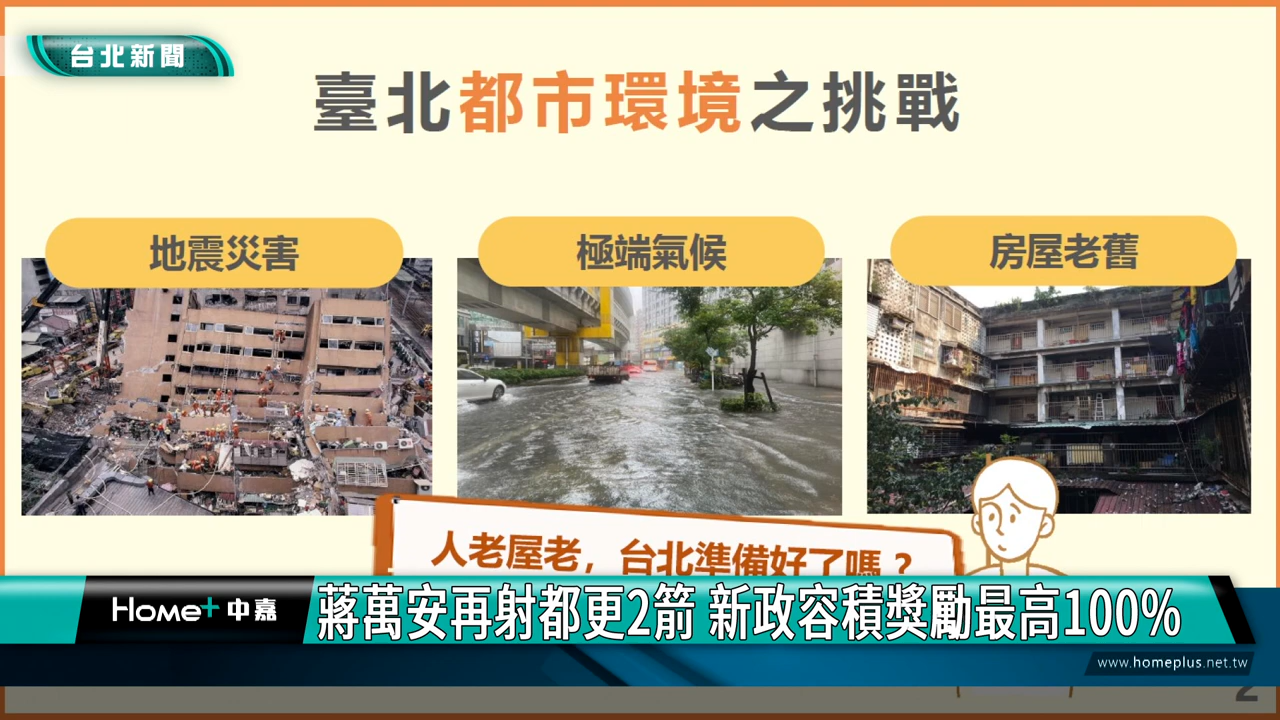 台北新聞
臺北都市環境之挑戰
地震災害
極端氣候
房屋老舊
人老屋老，台北準備好了嗎？
Home+ 中嘉
蔣萬安再射都更2箭 新政容積獎勵最高100%
www.homeplus.net.tw
2